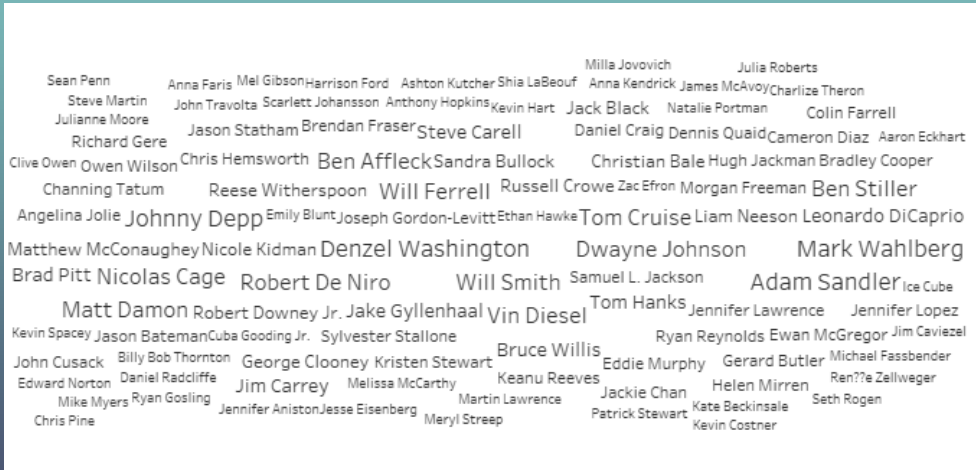 Milla Jovovich Julia Roberts
Sean Penn Anna Faris Mel Gibson Harrison Ford Ashton Kutcher Shia LaBeouf Anna Kendrick James McAvoy Charlize Theron
Steve Martin John Travolta Scarlett Johansson Anthony Hopkins Kevin Hart Jack Black Natalie Portman Colin Farrell
Julianne Moore Jason Statham Brendan Fraser Steve Carell Daniel Craig Dennis Quaid Cameron Diaz Aaron Eckhart
Richard Gere
Clive Owen Owen Wilson Chris Hemsworth Ben Affleck Sandra Bullock Christian Bale Hugh Jackman Bradley Cooper
Channing Tatum Reese Witherspoon Will Ferrell Russell Crowe Zac Efron Morgan Freeman Ben Stiller
Angelina Jolie Johnny Depp Emily Blunt Joseph Gordon-Levitt Ethan Hawke Tom Cruise Liam Neeson Leonardo DiCaprio
Matthew McConaughey Nicole Kidman Denzel Washington Dwayne Johnson Mark Wahlberg
Brad Pitt Nicolas Cage Robert De Niro Will Smith Samuel L. Jackson Adam Sandler Ice Cube
Matt Damon Robert Downey Jr. Jake Gyllenhaal Vin Diesel Tom Hanks Jennifer Lawrence Jennifer Lopez
Kevin Spacey Jason Bateman Cuba Gooding Jr. Sylvester Stallone Ryan Reynolds Ewan McGregor Jim Caviezel
John Cusack Billy Bob Thornton George Clooney Kristen Stewart Bruce Willis Eddie Murphy Gerard Butler Michael Fassbender
Edward Norton Daniel Radcliffe Jim Carrey Melissa McCarthy Keanu Reeves Jackie Chan Helen Mirren Ren??e Zellweger
Mike Myers Ryan Gosling Martin Lawrence Seth Rogen
Chris Pine Jennifer Aniston Jesse Eisenberg Meryl Streep Patrick Stewart Kate Beckinsale
Kevin Costner